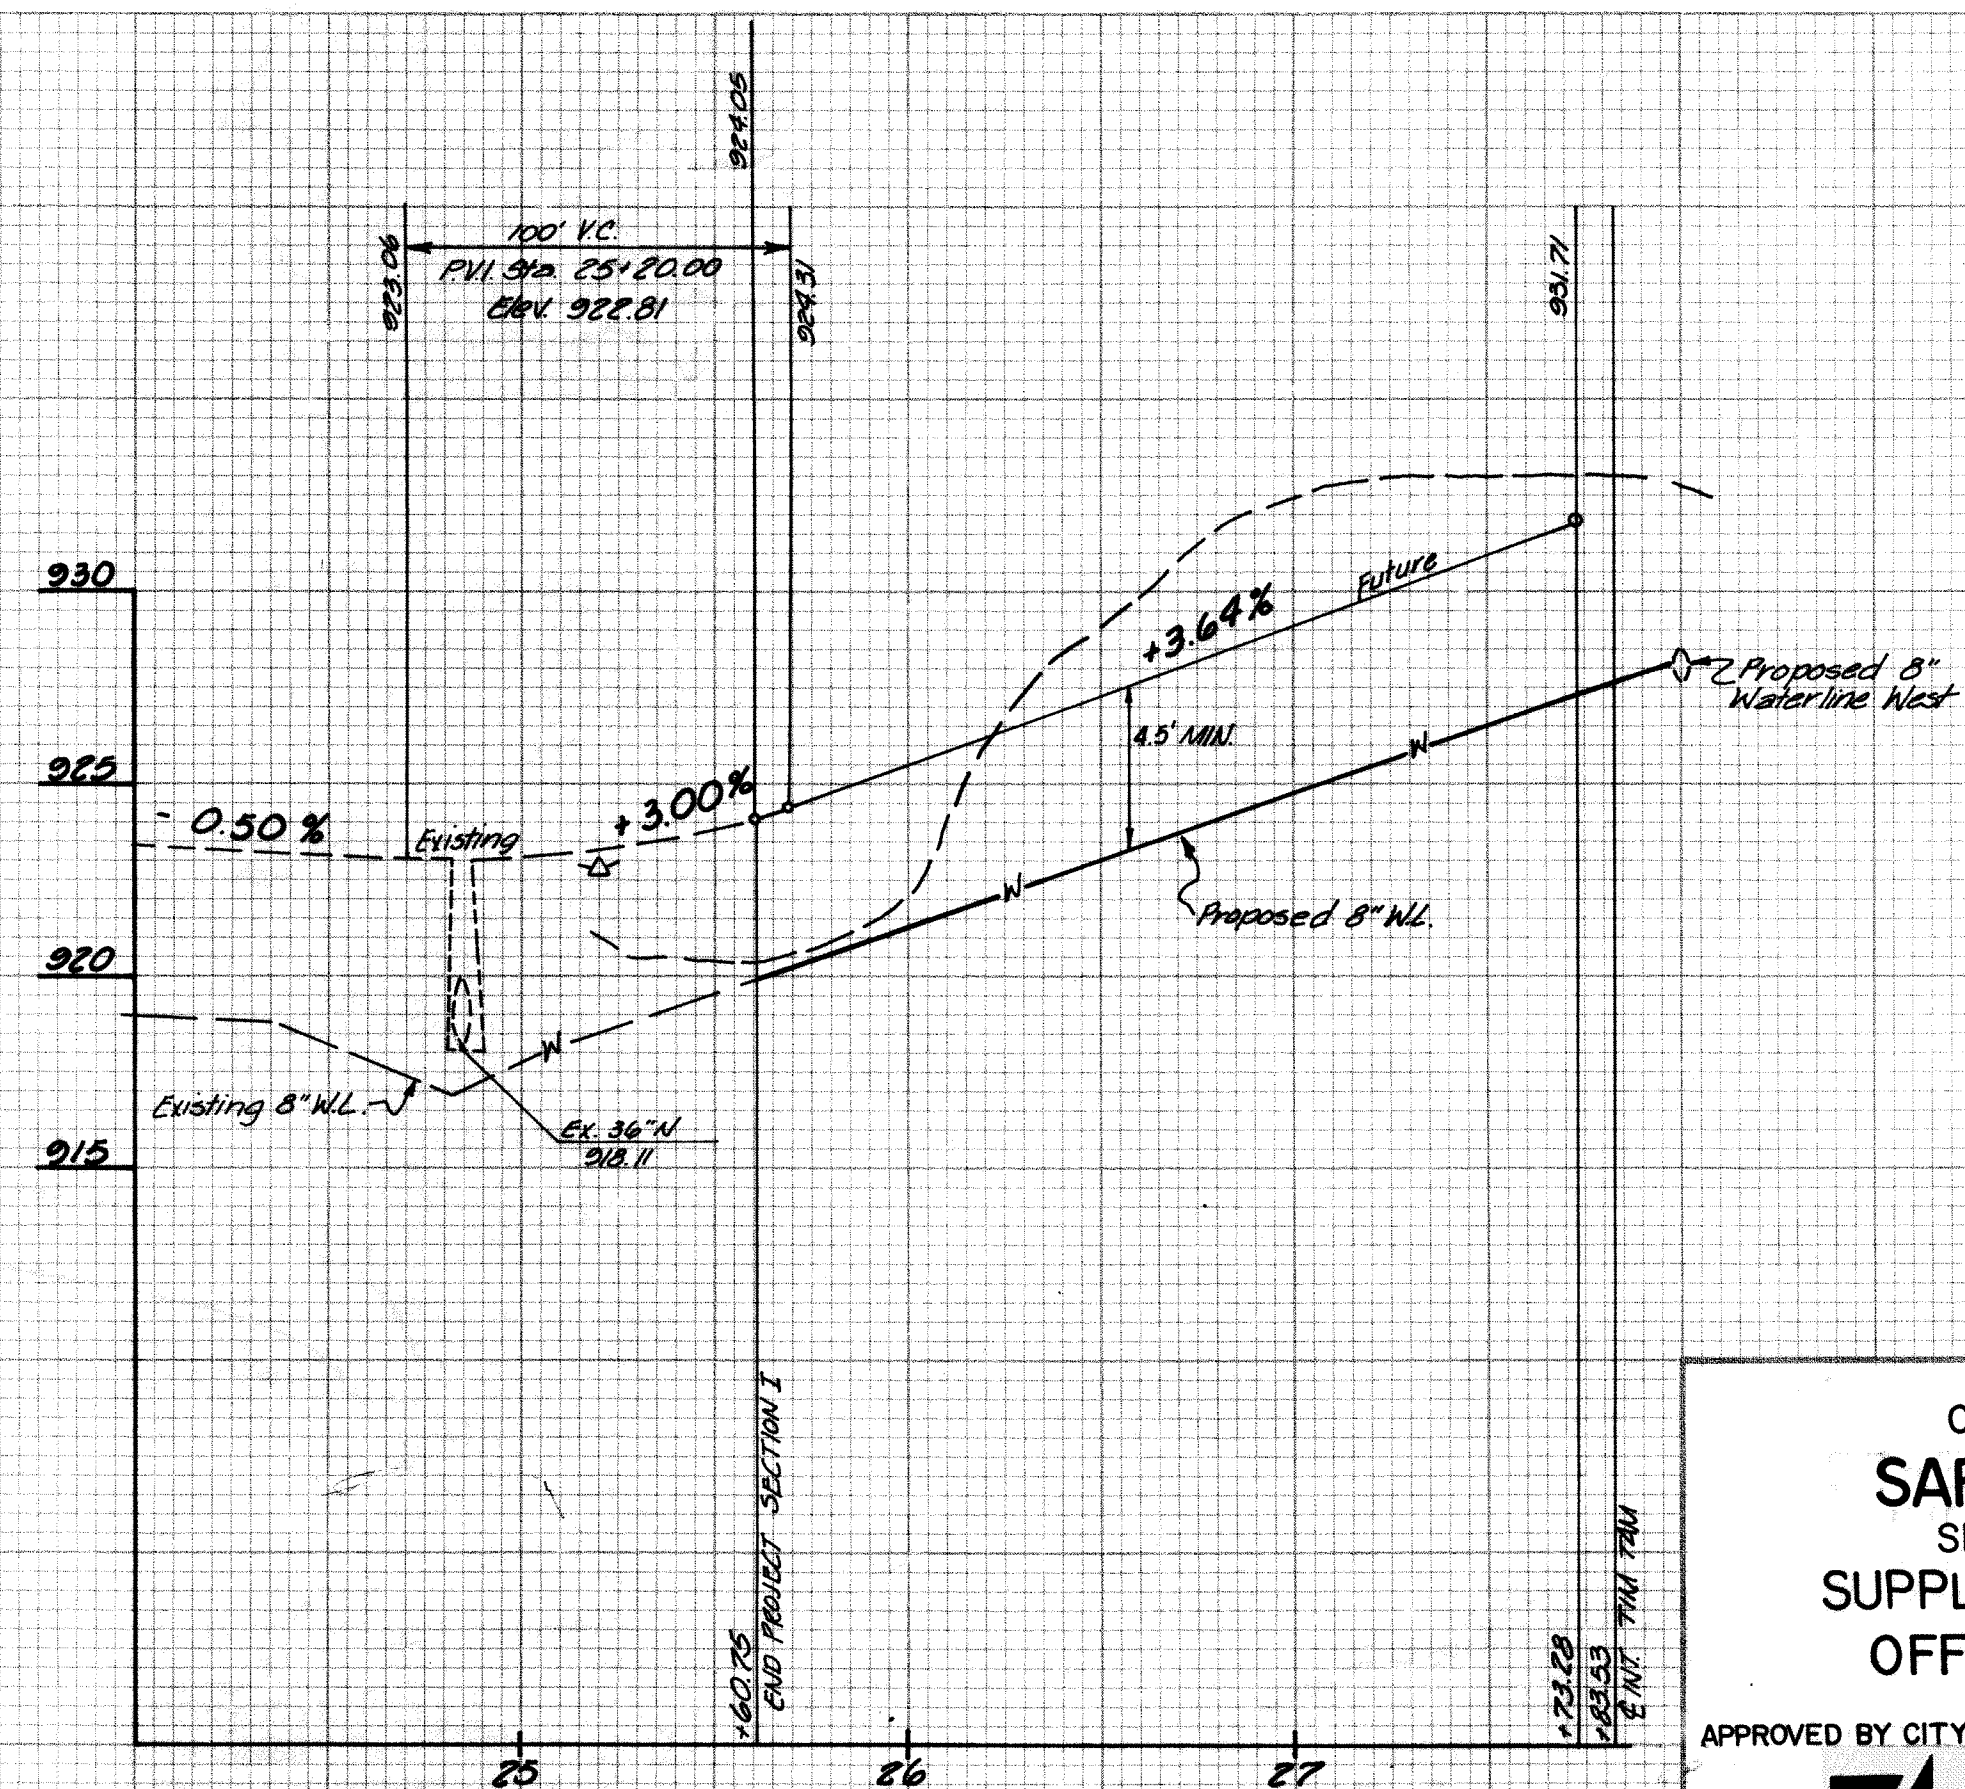 924.05
100' V.C.
P.V.I. Sta. 25+20.00
Elev. 922.81
923.06
924.31
931.71
930
925
920
915
- 0.50 %
Existing
+ 3.00%
+3.64%
Future
4.5' MIN.
W
W
W
Proposed 8"
Waterline West
Proposed 8" W.L.
Existing 8" W.L.
Ex. 36" N
918.11
+60.75
END PROJECT SECTION I
+73.28
+83.53
℄ INT. TIM TAM
25
26
27
SUPPL
OFF
APPROVED BY CITY